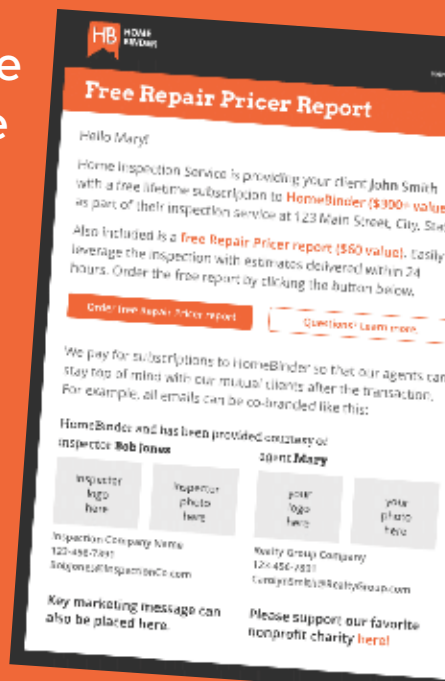 HB HOME BINDER
Free Repair Pricer Report
Hello Mary!
Home Inspection Service is providing your client John Smith
with a free lifetime subscription to HomeBinder ($300+ value
as part of their inspection service at 123 Main Street, City, Stat
Also included is a free Repair Pricer report ($60 value). Easily
leverage the inspection with estimates delivered within 24
hours. Order the free report by clicking the button below.
Order free Repair Pricer report
Questions? Learn more.
We pay for subscriptions to HomeBinder so that our agents can
stay top of mind with our mutual clients after the transaction.
For example, all emails can be co-branded like this:
HomeBinder and has been provided courtesy of
inspector Bob Jones
agent Mary
inspector
logo
here
inspector
photo
here
your
logo
here
your
photo
here
Inspection Company Name
123-456-7891
BobJones@InspectionCo.com
Realty Group Company
123-456-7891
CarolynSmith@RealtyGroup.com
Key marketing message can
also be placed here.
Please support our favorite
nonprofit charity here!